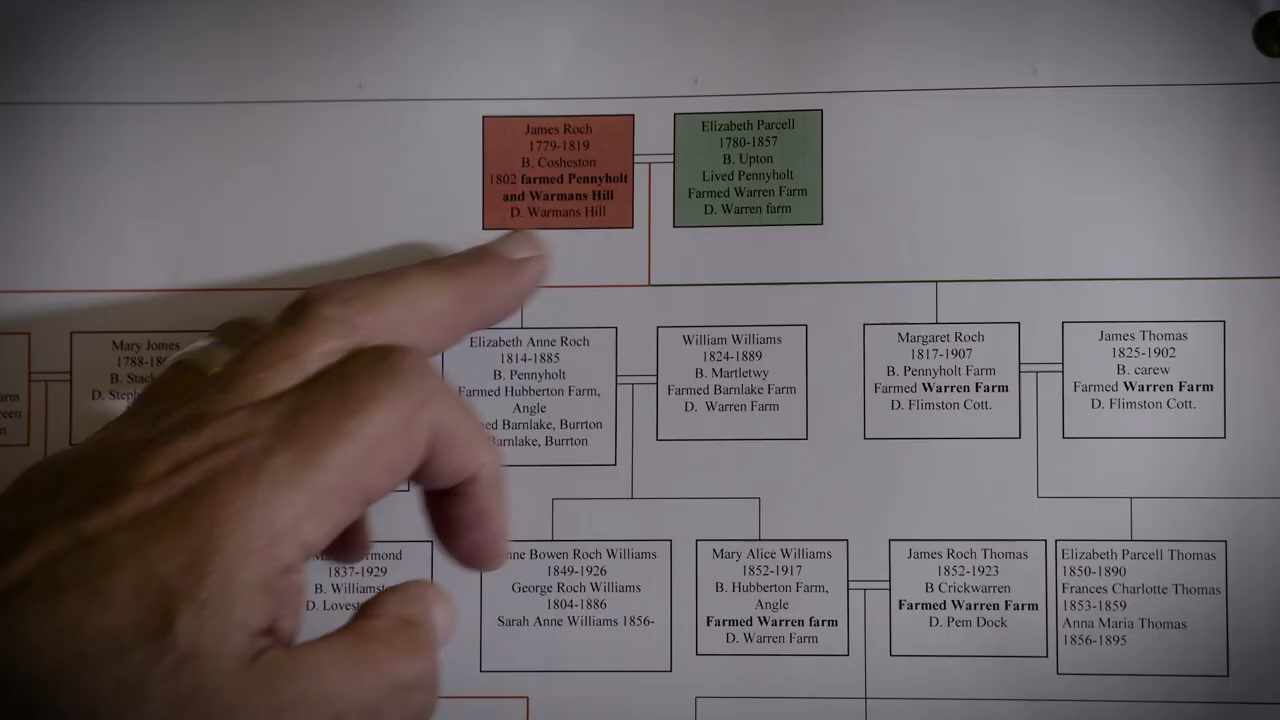 James Roch
1779-1819
B. Cosheston
1802 farmed Pennyholt
and Warmans Hill
D. Warmans Hill
Elizabeth Parcell
1780-1857
B. Upton
Lived Pennyholt
Farmed Warren Farm
D. Warren farm
arm
reen
n
Mary Jomes
1788-18
B. Stac
D. Steph
Elizabeth Anne Roch
1814-1885
B. Pennyholt
Farmed Hubberton Farm,
Angle
ed Barnlake, Burrton
Barnlake, Burrton
William Williams
1824-1889
B. Martletwy
Farmed Barnlake Farm
D. Warren Farm
Margaret Roch
1817-1907
B. Pennyholt Farm
Farmed Warren Farm
D. Flimston Cott.
James Thomas
1825-1902
B. carew
Farmed Warren Farm
D. Flimston Cott.
rmond
1837-1929
B. Williamst
D. Lovest
nne Bowen Roch Williams
1849-1926
George Roch Williams
1804-1886
Sarah Anne Williams 1856-
Mary Alice Williams
1852-1917
B. Hubberton Farm,
Angle
Farmed Warren farm
D. Warren Farm
James Roch Thomas
1852-1923
B Crickwarren
Farmed Warren Farm
D. Pem Dock
Elizabeth Parcell Thomas
1850-1890
Frances Charlotte Thomas
1853-1859
Anna Maria Thomas
1856-1895